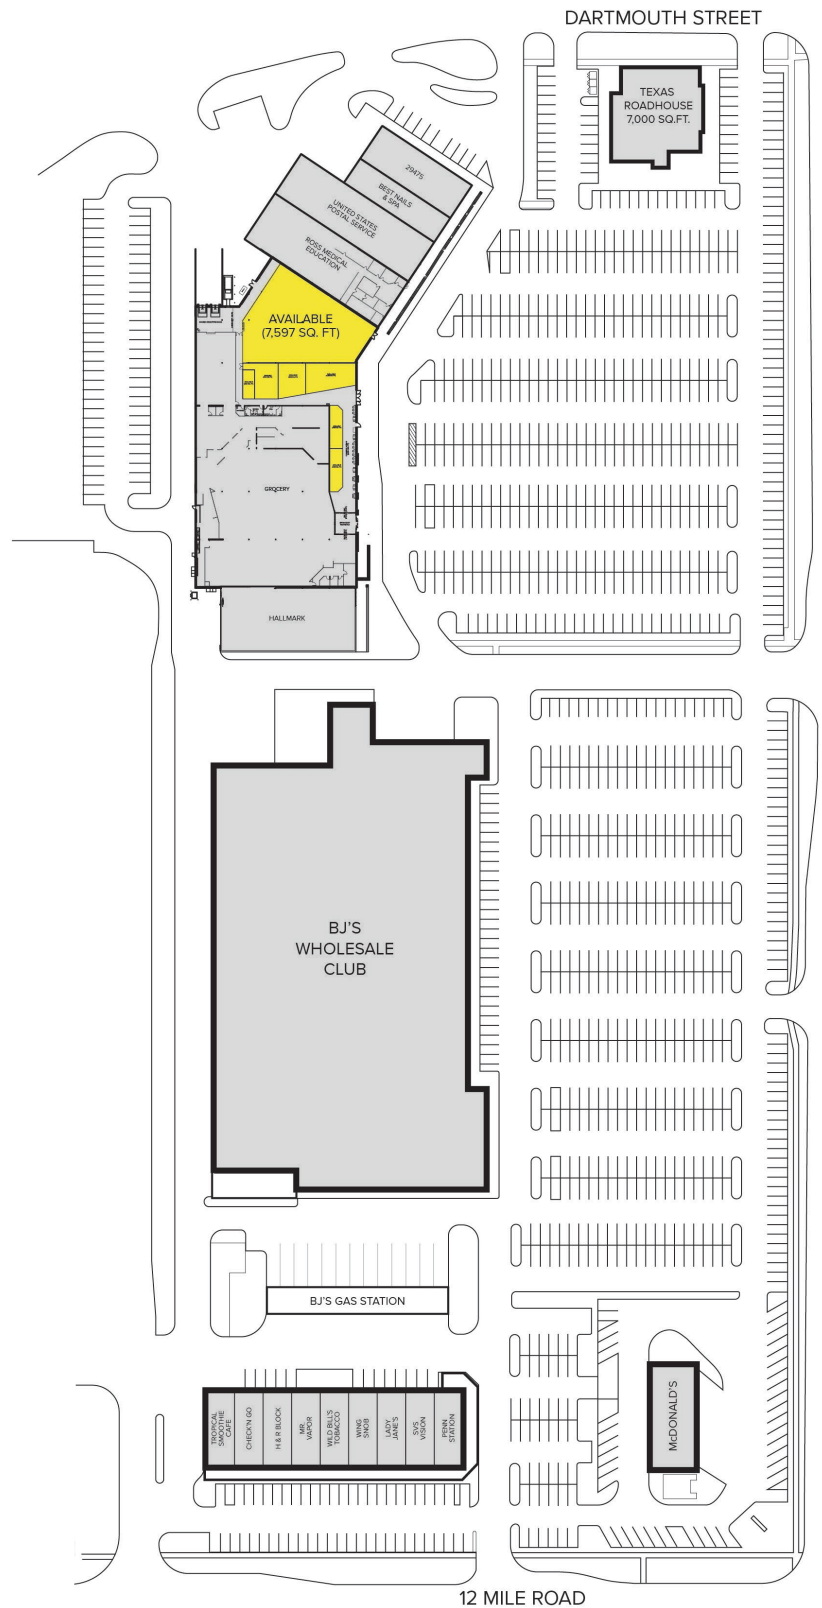 DARTMOUTH STREET
TEXAS
ROADHOUSE
7,000 SQ.FT.
29475
BEST NAILS
& SPA
UNITED STATES
POSTAL SERVICE
ROSS MEDICAL
EDUCATION
AVAILABLE
(7,597 SQ. FT)
GROCERY
HALLMARK
BJ'S
WHOLESALE
CLUB
BJ'S GAS STATION
TROPICAL
SMOOTHIE
CAFE
CHECK'N GO
H & R BLOCK
MR.
VAPOR
WILD BILL'S
TOBACCO
WING
SNOB
LADY
JANE'S
SVS
VISION
PENN
STATION
McDONALD'S
12 MILE ROAD